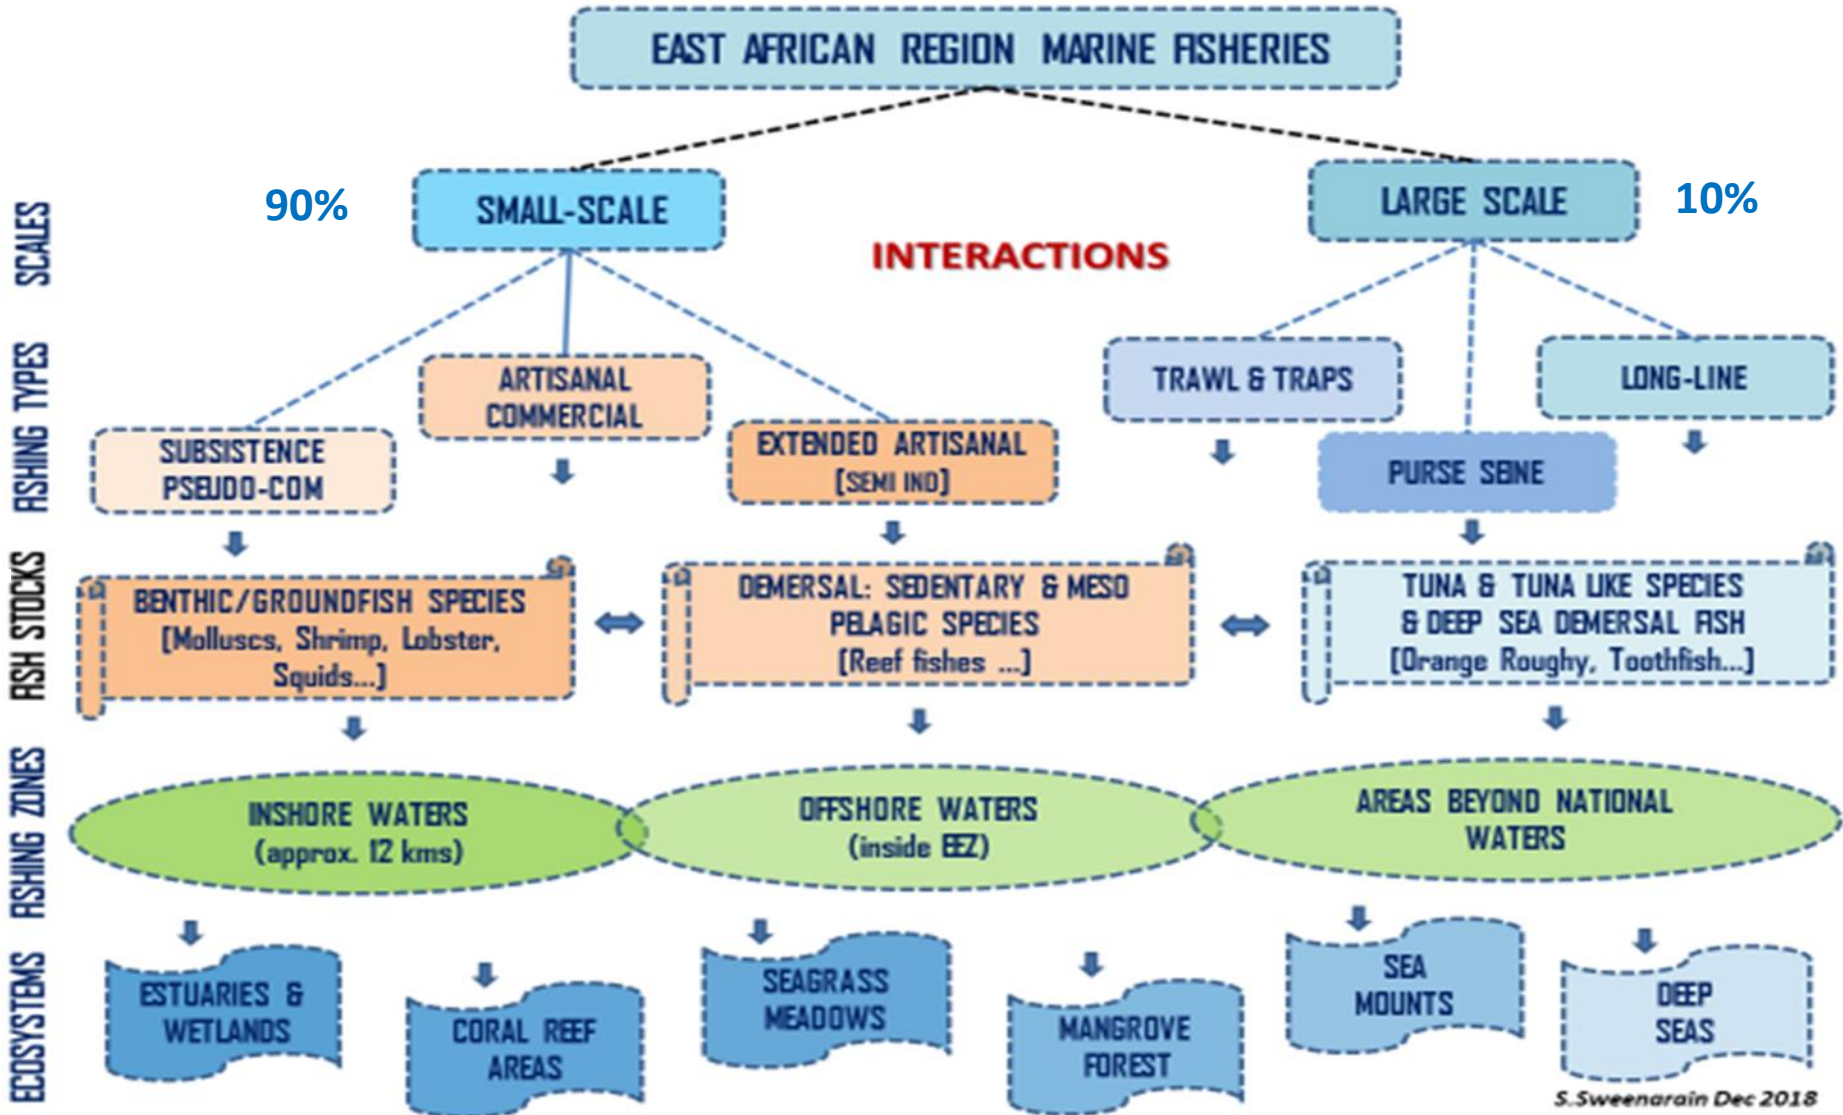 EAST AFRICAN REGION MARINE FISHERIES
90%
SMALL-SCALE
LARGE SCALE
10%
INTERACTIONS
SCALES
FISHING TYPES
SUBSISTENCE
PSEUDO-COM
ARTISANAL
COMMERCIAL
EXTENDED ARTISANAL
[SEMI IND]
TRAWL & TRAPS
PURSE SEINE
LONG-LINE
FISH STOCKS
BENTHIC/GROUNDFISH SPECIES
[Molluscs, Shrimp, Lobster,
Squids...]
DEMERSAL: SEDENTARY & MESO
PELAGIC SPECIES
[Reef fishes ...]
TUNA & TUNA LIKE SPECIES
& DEEP SEA DEMERSAL FISH
[Orange Roughy, Toothfish...]
FISHING ZONES
INSHORE WATERS
(approx. 12 kms)
OFFSHORE WATERS
(inside EEZ)
AREAS BEYOND NATIONAL
WATERS
ECOSYSTEMS
ESTUARIES &
WETLANDS
CORAL REEF
AREAS
SEAGRASS
MEADOWS
MANGROVE
FOREST
SEA
MOUNTS
DEEP
SEAS
S.Sweenarain Dec 2018